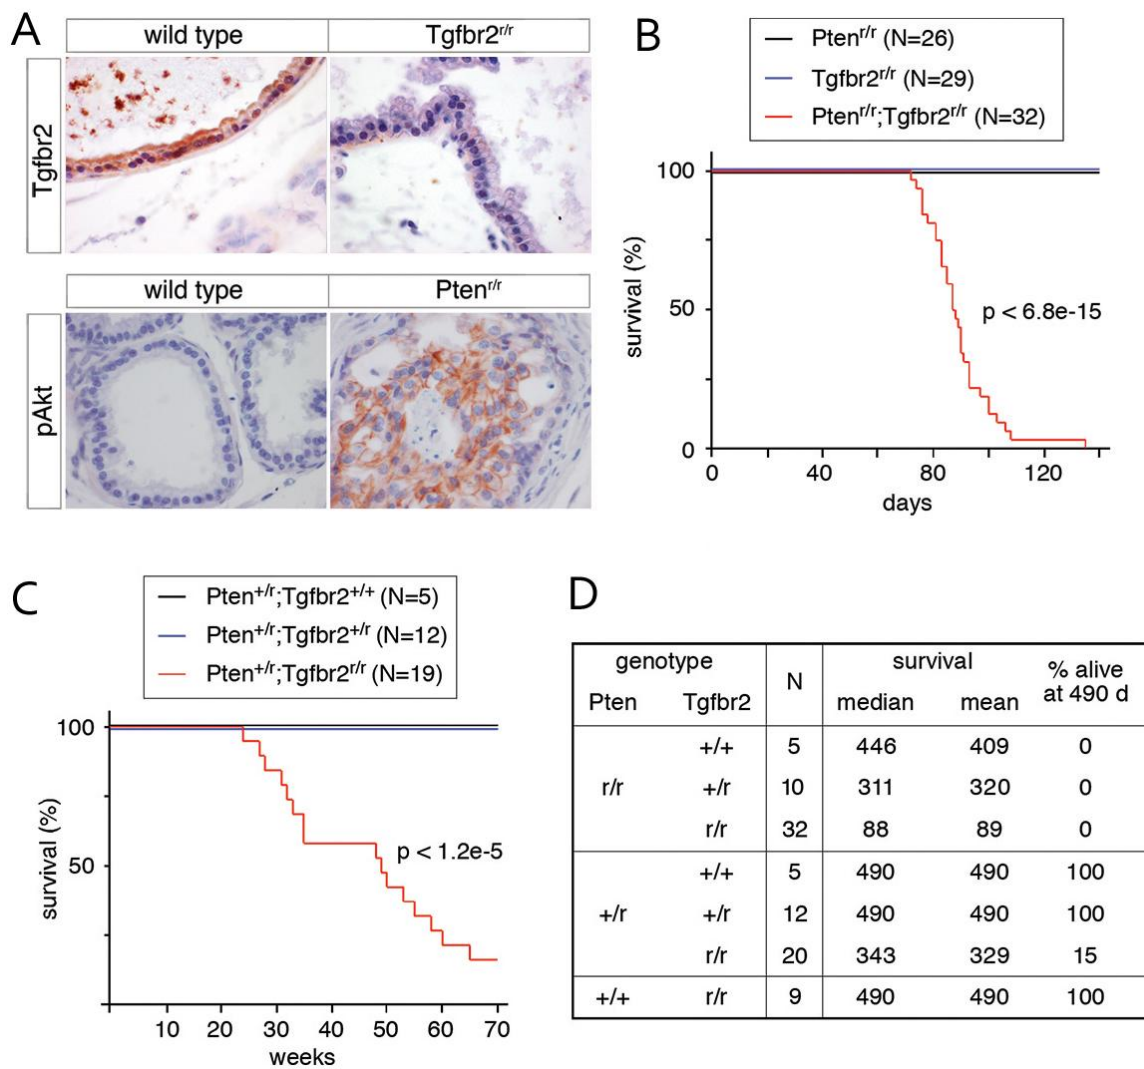 A
wild type
Tgfbr2r/r
Tgfbr2
wild type
Ptenr/r
pAkt
B
Ptenr/r (N=26)
Tgfbr2r/r (N=29)
Ptenr/r;Tgfbr2r/r (N=32)
100
50
0
survival (%)
p < 6.8e-15
0 40 80 120
days
C
Pten+/r;Tgfbr2+/+ (N=5)
Pten+/r;Tgfbr2+/r (N=12)
Pten+/r;Tgfbr2r/r (N=19)
100
50
survival (%)
p < 1.2e-5
10 20 30 40 50 60 70
weeks
D
genotype N survival % alive at 490 d
Pten Tgfbr2 median mean
r/r +/+ 5 446 409 0
+/r 10 311 320 0
r/r 32 88 89 0
+/r +/+ 5 490 490 100
+/r 12 490 490 100
r/r 20 343 329 15
+/+ r/r 9 490 490 100